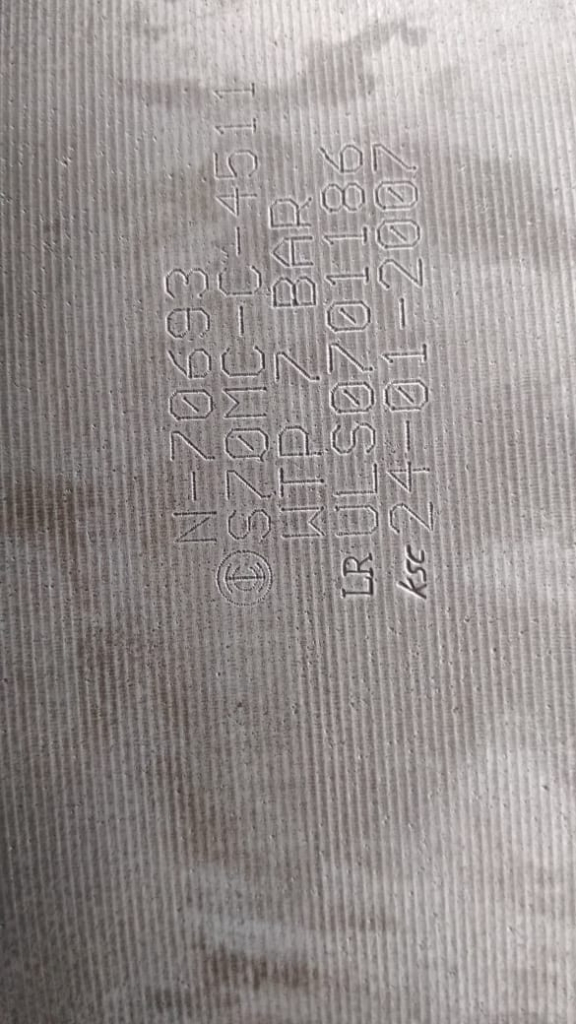 N-70693
S70MC-C-4511
WTP 7 BAR
LR ULS0701186
KSC 24-01-2007